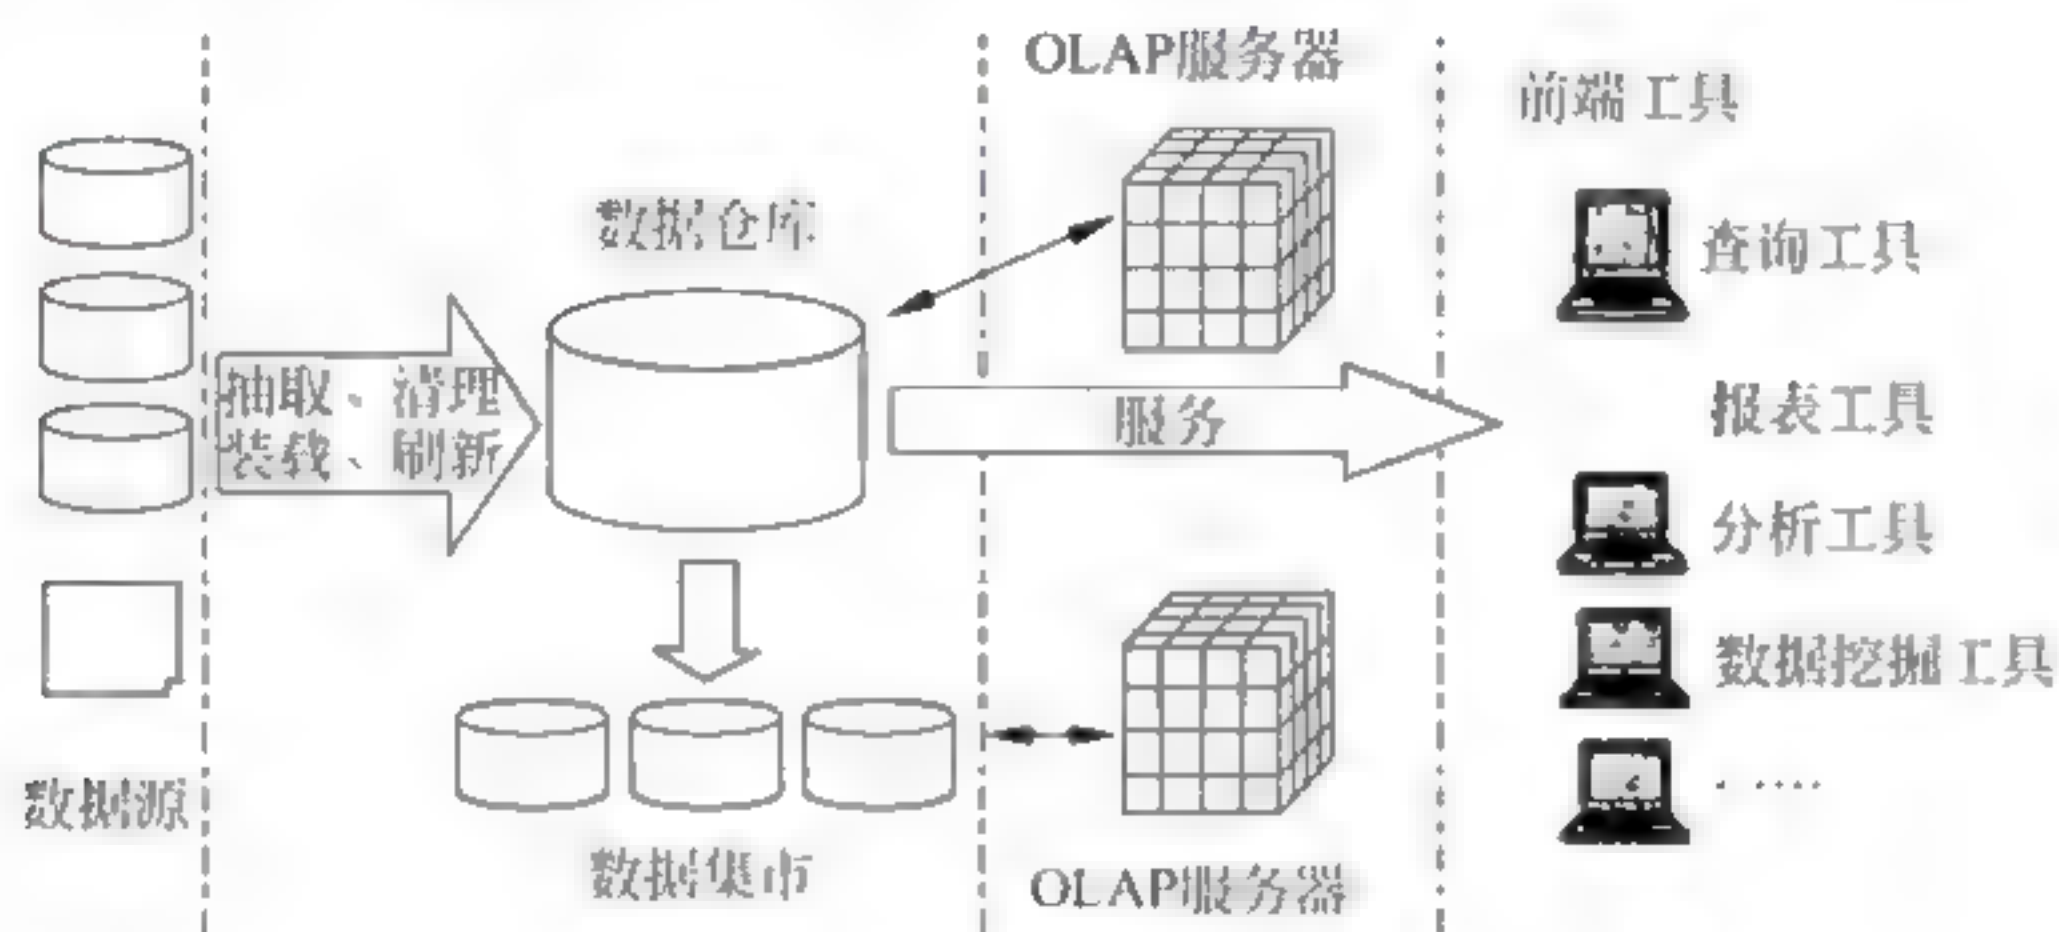 OLAP服务器
前端工具
数据仓库
查询工具
抽取、清理
装载、刷新
服务
报表工具
分析工具
数据挖掘工具
......
数据源
数据集市
OLAP服务器